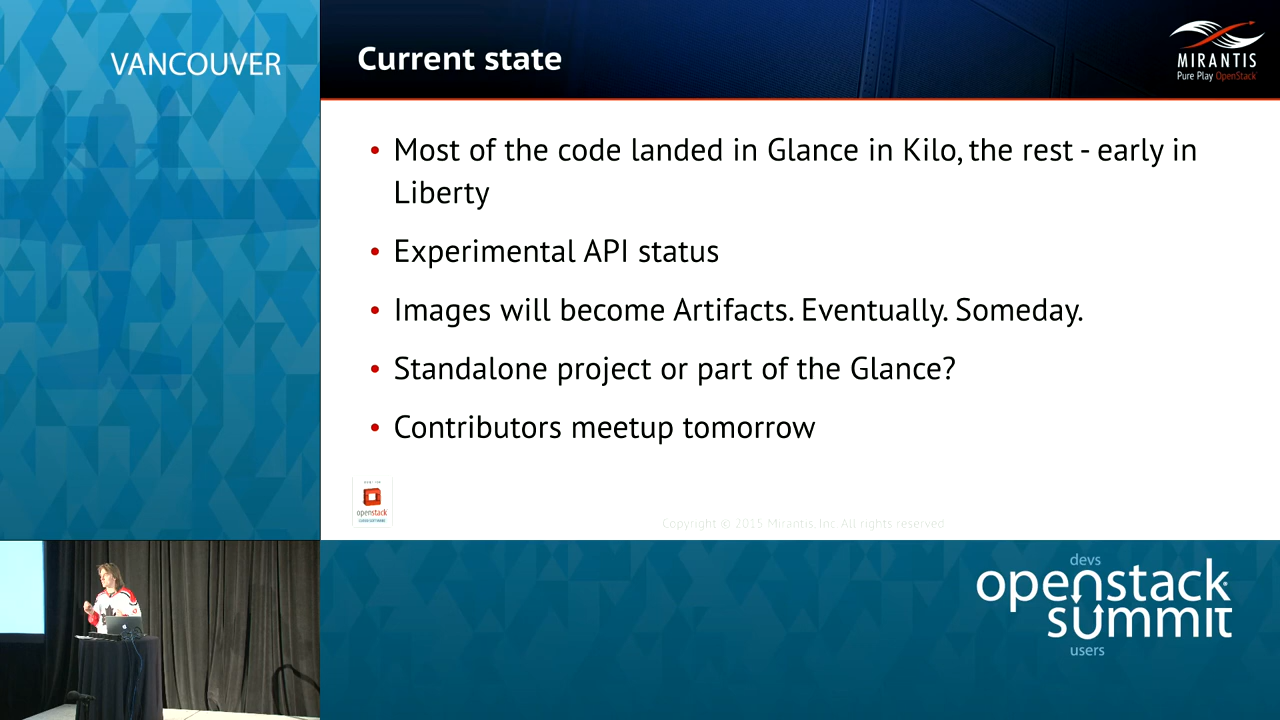 VANCOUVER
Current state
MIRANTIS
Pure Play OpenStack
• Most of the code landed in Glance in Kilo, the rest - early in
Liberty
• Experimental API status
• Images will become Artifacts. Eventually. Someday.
• Standalone project or part of the Glance?
• Contributors meetup tomorrow
openstack
Copyright © 2015 Mirantis, Inc. All rights reserved
devs
openstack
summit
users